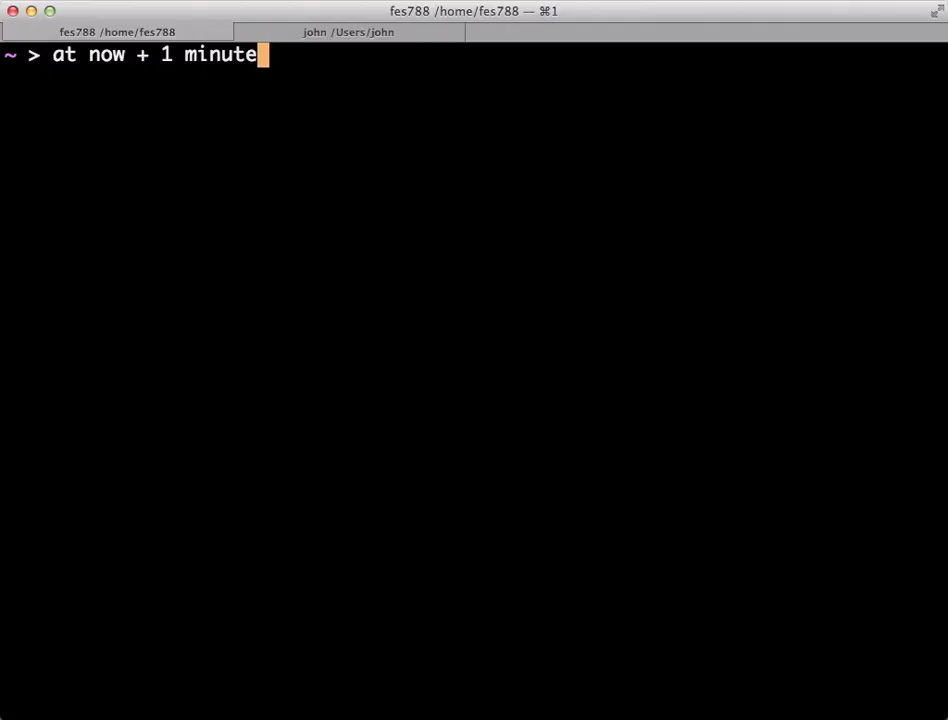 fes788 /home/fes788 — ⌘1
fes788 /home/fes788
john /Users/john
~ > at now + 1 minute